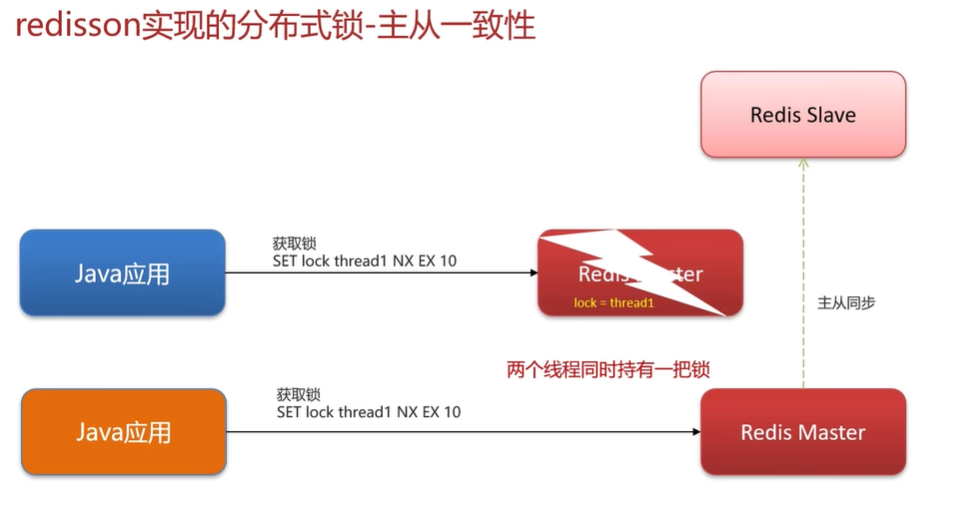 redisson实现的分布式锁-主从一致性
Redis Slave
获取锁
SET lock thread1 NX EX 10
Java应用
lock = thread1
主从同步
两个线程同时持有一把锁
获取锁
SET lock thread1 NX EX 10
Java应用
Redis Master